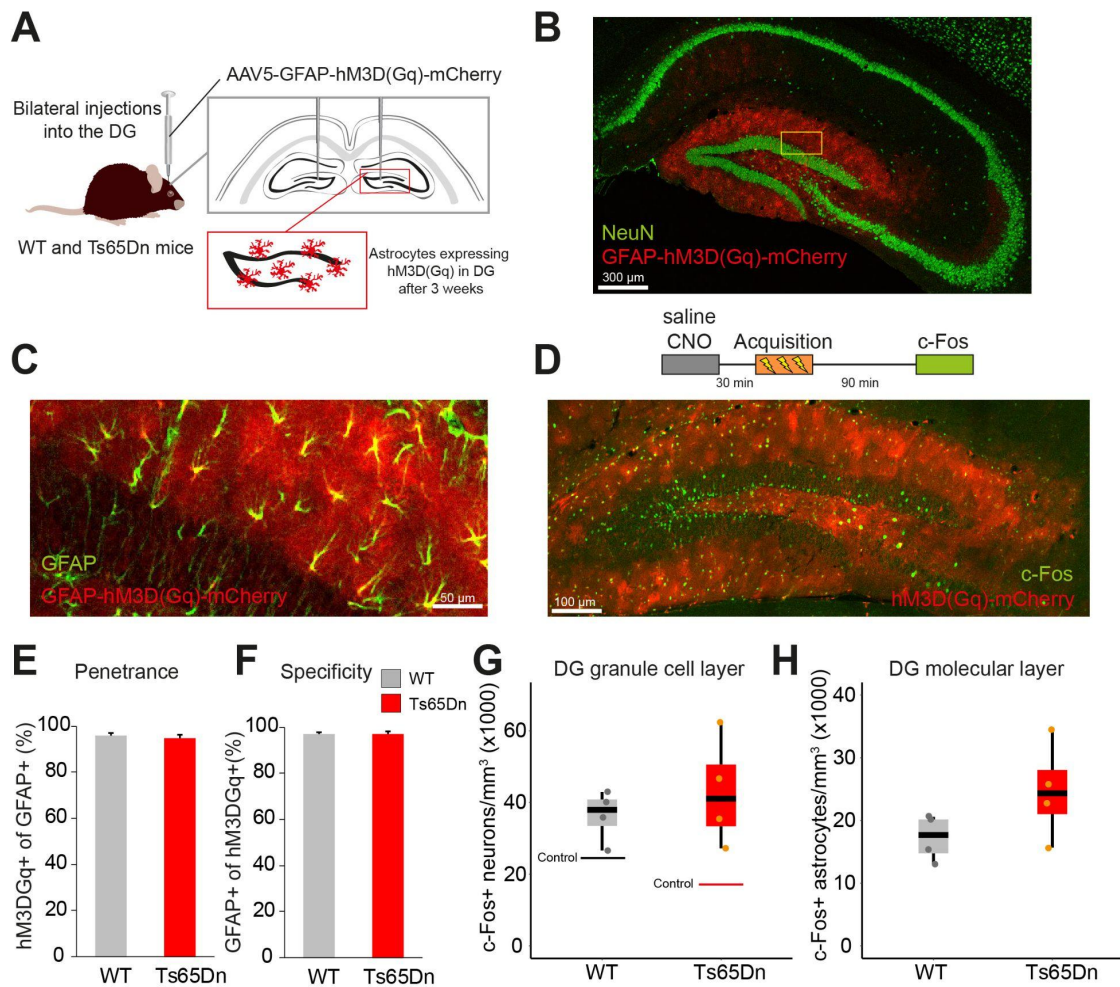 A
AAV5-GFAP-hM3D(Gq)-mCherry
Bilateral injections
into the DG
WT and Ts65Dn mice
Astrocytes expressing
hM3D(Gq) in DG
after 3 weeks
B
NeuN
GFAP-hM3D(Gq)-mCherry
300 µm
C
GFAP
GFAP-hM3D(Gq)-mCherry
50 µm
D
saline
CNO
Acquisition
c-Fos
30 min
90 min
c-Fos
hM3D(Gq)-mCherry
100 µm
E
Penetrance
hM3DGq+ of GFAP+ (%)
100
80
60
40
20
0
WT
Ts65Dn
F
Specificity
WT
Ts65Dn
GFAP+ of hM3DGq+(%)
100
80
60
40
20
0
WT
Ts65Dn
G
DG granule cell layer
c-Fos+ neurons/mm³ (x1000)
60
40
20
0
Control
Control
WT
Ts65Dn
H
DG molecular layer
c-Fos+ astrocytes/mm³ (x1000)
40
30
20
10
0
WT
Ts65Dn